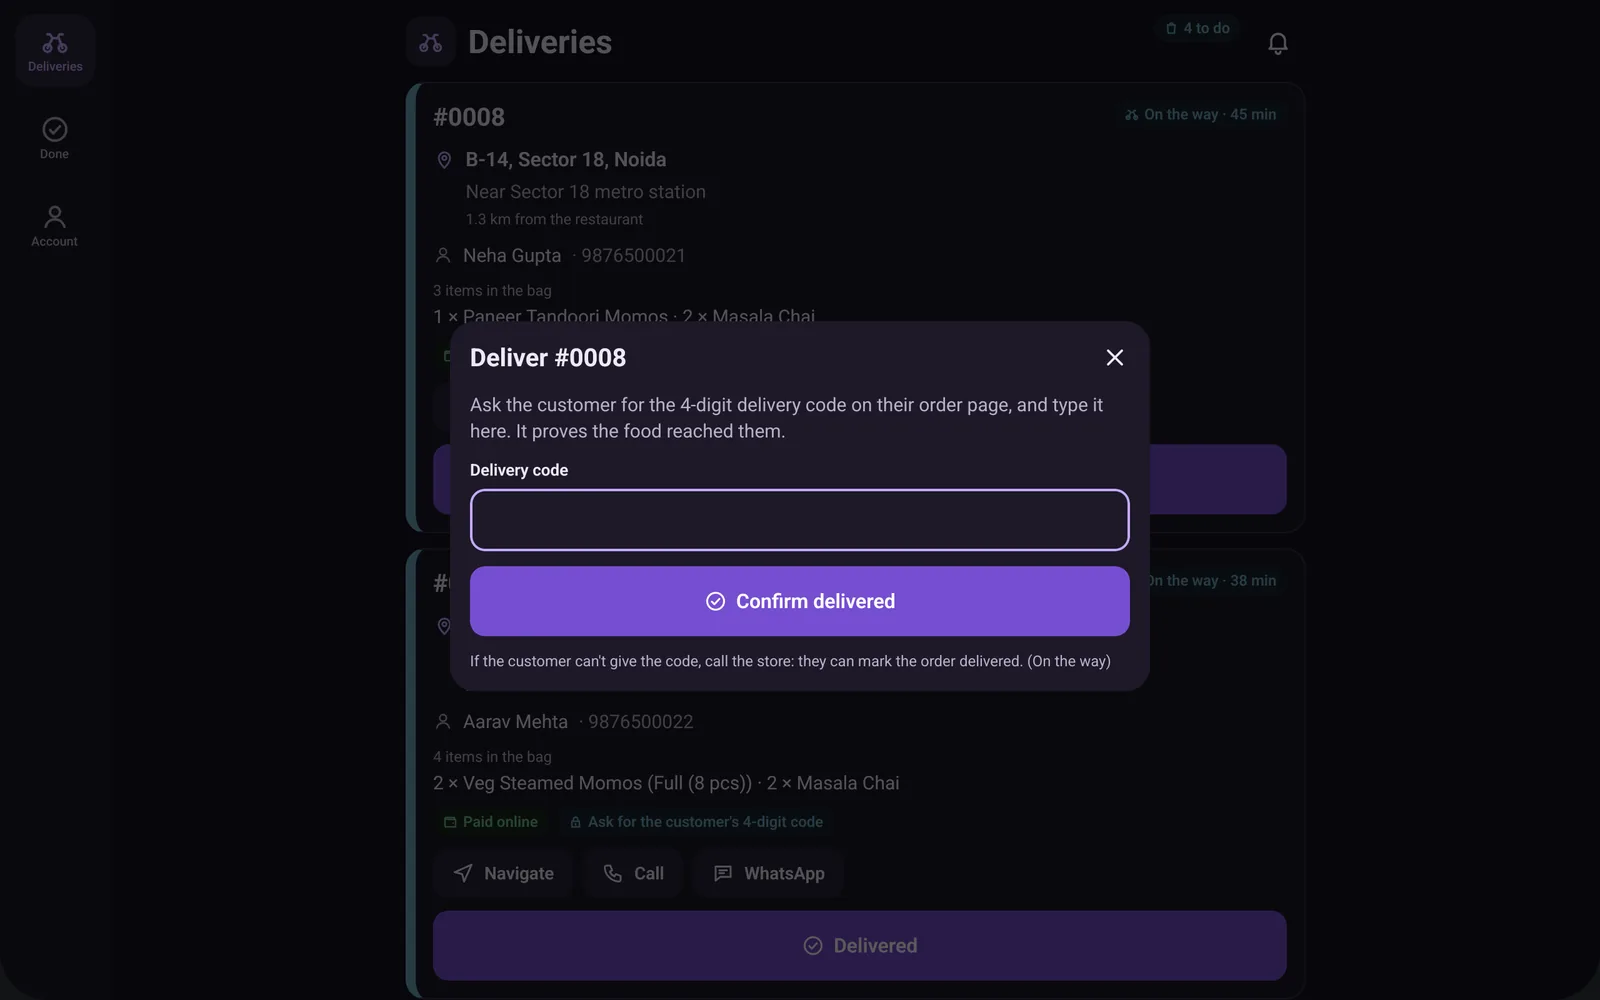 Deliveries
Done
Account
Deliveries
4 to do
#0008
On the way · 45 min
B-14, Sector 18, Noida
Near Sector 18 metro station
1.3 km from the restaurant
Neha Gupta · 9876500021
3 items in the bag
1 × Paneer Tandoori Momos · 2 × Masala Chai
Deliver #0008
Ask the customer for the 4-digit delivery code on their order page, and type it
here. It proves the food reached them.
Delivery code
Confirm delivered
If the customer can't give the code, call the store: they can mark the order delivered. (On the way)
On the way · 38 min
Aarav Mehta · 9876500022
4 items in the bag
2 × Veg Steamed Momos (Full (8 pcs)) · 2 × Masala Chai
Paid online
Ask for the customer's 4-digit code
Navigate
Call
WhatsApp
Delivered